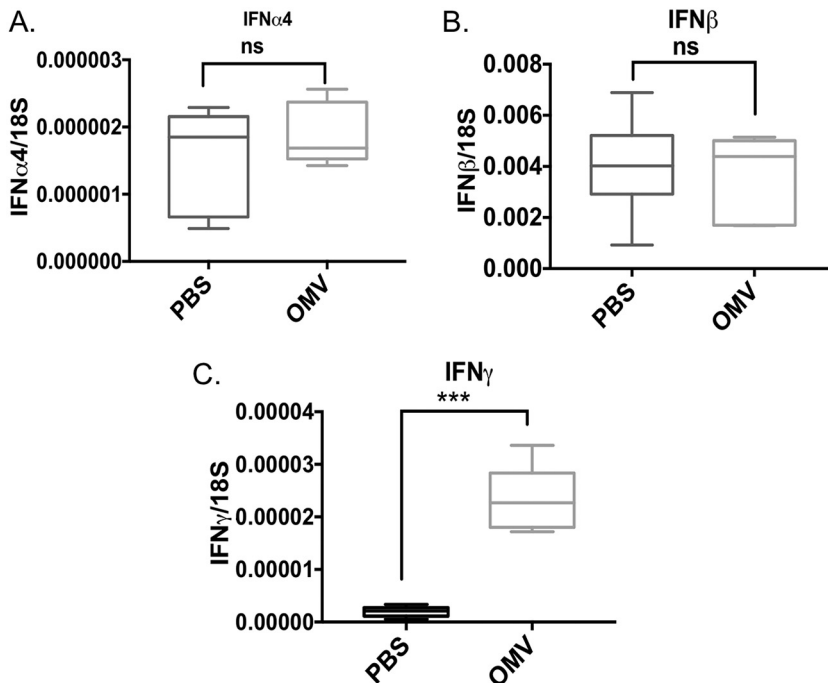 A.
IFNα4
ns
0.000003
0.000002
0.000001
0.000000
IFNα4/18S
PBS
OMV
B.
IFNβ
ns
0.008
0.006
0.004
0.002
0.000
IFNβ/18S
PBS
OMV
C.
IFNγ
***
0.00004
0.00003
0.00002
0.00001
0.00000
IFNγ/18S
PBS
OMV